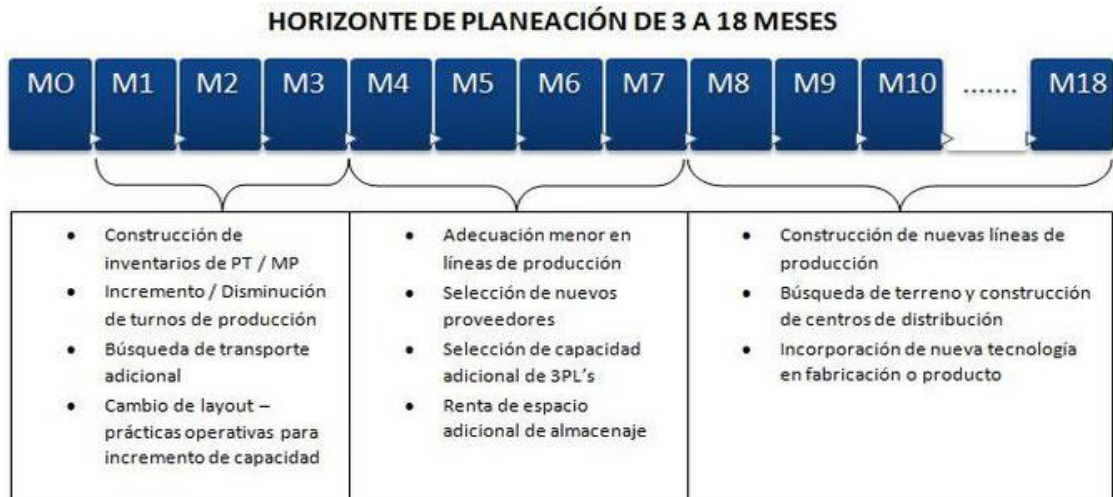 HORIZONTE DE PLANEACIÓN DE 3 A 18 MESES
MO M1 M2 M3 M4 M5 M6 M7 M8 M9 M10 ....... M18
• Construcción de
inventarios de PT / MP
• Incremento / Disminución
de turnos de producción
• Búsqueda de transporte
adicional
• Cambio de layout –
prácticas operativas para
incremento de capacidad
• Adecuación menor en
líneas de producción
• Selección de nuevos
proveedores
• Selección de capacidad
adicional de 3PL's
• Renta de espacio
adicional de almacenaje
• Construcción de nuevas líneas de
producción
• Búsqueda de terreno y construcción
de centros de distribución
• Incorporación de nueva tecnología
en fabricación o producto